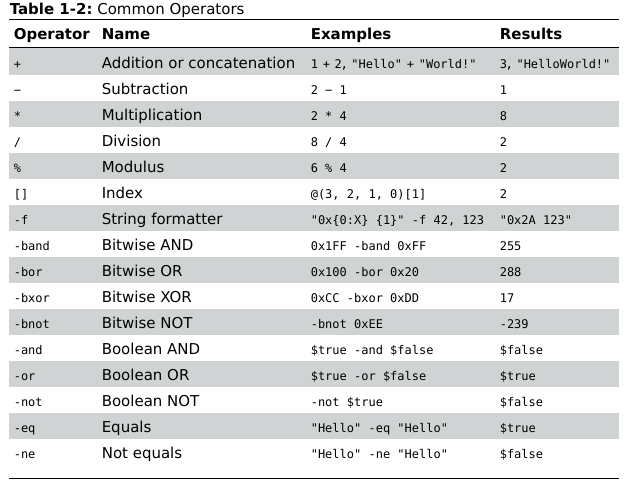 Table 1-2: Common Operators
Operator Name Examples Results
+ Addition or concatenation 1 + 2, "Hello" + "World!" 3, "HelloWorld!"
− Subtraction 2 − 1 1
* Multiplication 2 * 4 8
/ Division 8 / 4 2
% Modulus 6 % 4 2
[] Index @(3, 2, 1, 0)[1] 2
-f String formatter "0x{0:X} {1}" -f 42, 123 "0x2A 123"
-band Bitwise AND 0x1FF -band 0xFF 255
-bor Bitwise OR 0x100 -bor 0x20 288
-bxor Bitwise XOR 0xCC -bxor 0xDD 17
-bnot Bitwise NOT -bnot 0xEE -239
-and Boolean AND $true -and $false $false
-or Boolean OR $true -or $false $true
-not Boolean NOT -not $true $false
-eq Equals "Hello" -eq "Hello" $true
-ne Not equals "Hello" -ne "Hello" $false